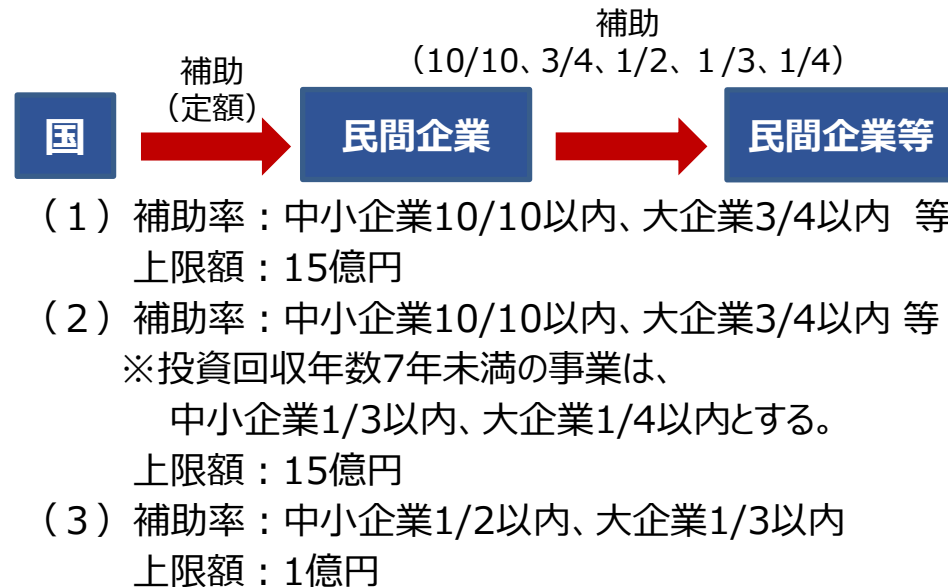 補助
（10/10、3/4、1/2、１/3、1/4）
補助
（定額）
国
民間企業
民間企業等
（１）補助率：中小企業10/10以内、大企業3/4以内 等
上限額：15億円
（２）補助率：中小企業10/10以内、大企業3/4以内 等
※投資回収年数7年未満の事業は、
中小企業1/3以内、大企業1/4以内とする。
上限額：15億円
（３）補助率：中小企業1/2以内、大企業1/3以内
上限額：1億円